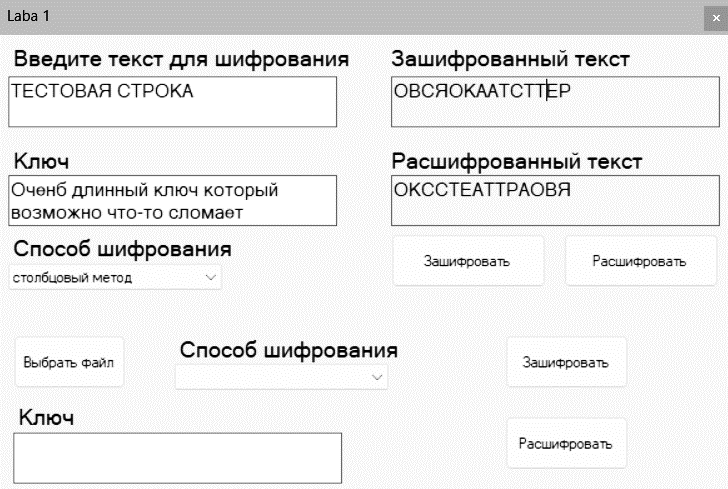 Laba 1
Введите текст для шифрования
Зашифрованный текст
ТЕСТОВАЯ СТРОКА
ОВСЯОКААТСТТЕР
Ключ
Расшифрованный текст
Оченб длинный ключ который
возможно что-то сломает
ОКССТЕАТТРАОВЯ
Способ шифрования
столбцовый метод
Зашифровать
Расшифровать
Выбрать файл
Способ шифрования
Зашифровать
Ключ
Расшифровать